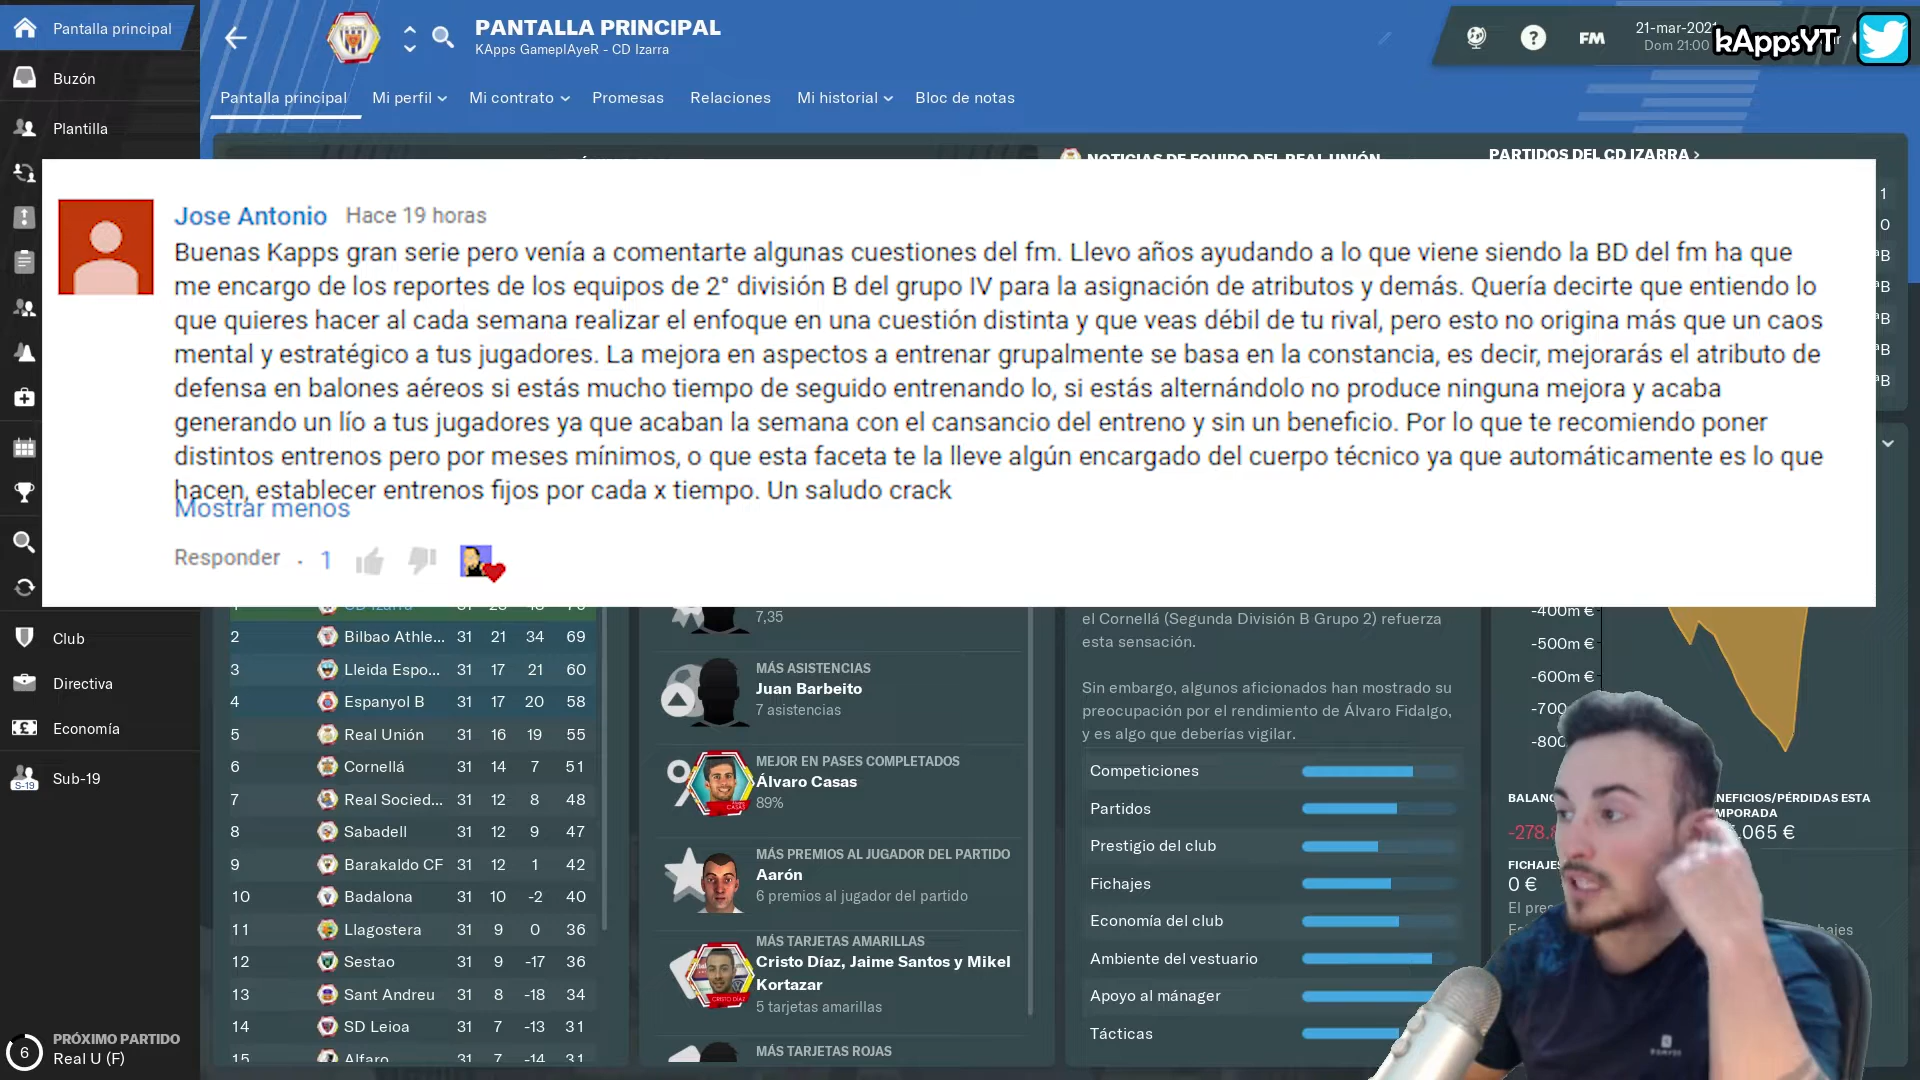 Pantalla principal
Buzón
Plantilla
Club
Directiva
Economía
Sub-19
S-19
PRÓXIMO PARTIDO
6
Real U (F)
PANTALLA PRINCIPAL
KApps GameplAyeR - CD Izarra
FM
21-mar-2021
Dom 21:00
kAppsYT
Pantalla principal
Mi perfil
Mi contrato
Promesas
Relaciones
Mi historial
Bloc de notas
NOTICIAS DE EQUIPO DEL REAL UNIÓN
PARTIDOS DEL CD IZARRA >
Jose Antonio Hace 19 horas
Buenas Kapps gran serie pero venía a comentarte algunas cuestiones del fm. Llevo años ayudando a lo que viene siendo la BD del fm ha que
me encargo de los reportes de los equipos de 2° división B del grupo IV para la asignación de atributos y demás. Quería decirte que entiendo lo
que quieres hacer al cada semana realizar el enfoque en una cuestión distinta y que veas débil de tu rival, pero esto no origina más que un caos
mental y estratégico a tus jugadores. La mejora en aspectos a entrenar grupalmente se basa en la constancia, es decir, mejorarás el atributo de
defensa en balones aéreos si estás mucho tiempo de seguido entrenando lo, si estás alternándolo no produce ninguna mejora y acaba
generando un lío a tus jugadores ya que acaban la semana con el cansancio del entreno y sin un beneficio. Por lo que te recomiendo poner
distintos entrenos pero por meses mínimos, o que esta faceta te la lleve algún encargado del cuerpo técnico ya que automáticamente es lo que
hacen, establecer entrenos fijos por cada x tiempo. Un saludo crack
Mostrar menos
Responder · 1
2 Bilbao Athle... 31 21 34 69
3 Lleida Espo... 31 17 21 60
4 Espanyol B 31 17 20 58
5 Real Unión 31 16 19 55
6 Cornellá 31 14 7 51
7 Real Socied... 31 12 8 48
8 Sabadell 31 12 9 47
9 Barakaldo CF 31 12 1 42
10 Badalona 31 10 -2 40
11 Llagostera 31 9 0 36
12 Sestao 31 9 -17 36
13 Sant Andreu 31 8 -18 34
14 SD Leioa 31 7 -13 31
15 Alfaro 31 7 -14 31
7,35
MÁS ASISTENCIAS
Juan Barbeito
7 asistencias
MEJOR EN PASES COMPLETADOS
Álvaro Casas
89%
MÁS PREMIOS AL JUGADOR DEL PARTIDO
Aarón
6 premios al jugador del partido
MÁS TARJETAS AMARILLAS
Cristo Díaz, Jaime Santos y Mikel
Kortazar
5 tarjetas amarillas
MÁS TARJETAS ROJAS
el Cornellá (Segunda División B Grupo 2) refuerza
esta sensación.
Sin embargo, algunos aficionados han mostrado su
preocupación por el rendimiento de Álvaro Fidalgo,
y es algo que deberías vigilar.
Competiciones
Partidos
Prestigio del club
Fichajes
Economía del club
Ambiente del vestuario
Apoyo al mánager
Tácticas
-400m €
-500m €
-600m €
FICHAJES
0 €